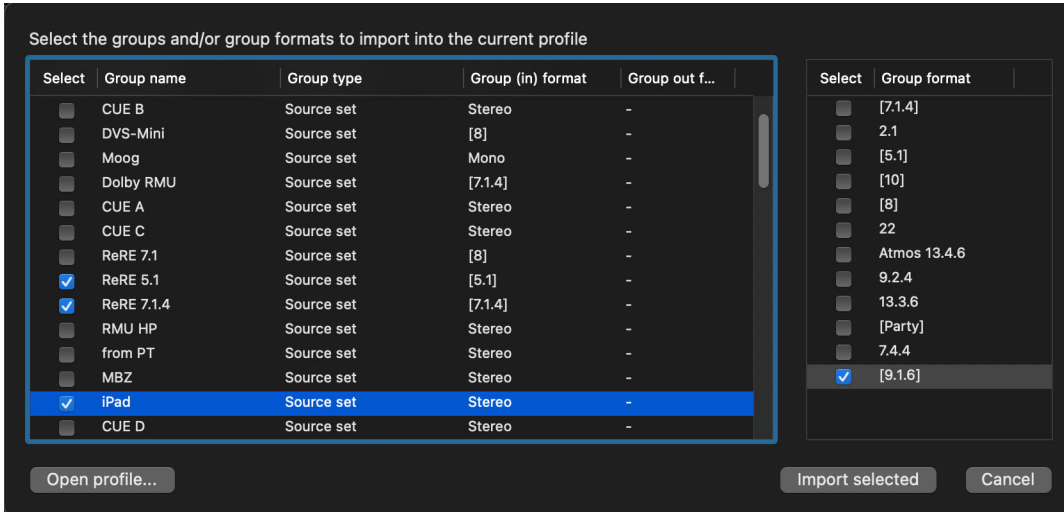 Select the groups and/or group formats to import into the current profile
Select Group name Group type Group (in) format Group out f...
CUE B Source set Stereo -
DVS-Mini Source set [8] -
Moog Source set Mono -
Dolby RMU Source set [7.1.4] -
CUE A Source set Stereo -
CUE C Source set Stereo -
ReRE 7.1 Source set [8] -
ReRE 5.1 Source set [5.1] -
ReRE 7.1.4 Source set [7.1.4] -
RMU HP Source set Stereo -
from PT Source set Stereo -
MBZ Source set Stereo -
iPad Source set Stereo -
CUE D Source set Stereo -
Select Group format
[7.1.4]
2.1
[5.1]
[10]
[8]
22
Atmos 13.4.6
9.2.4
13.3.6
[Party]
7.4.4
[9.1.6]
Open profile... Import selected Cancel